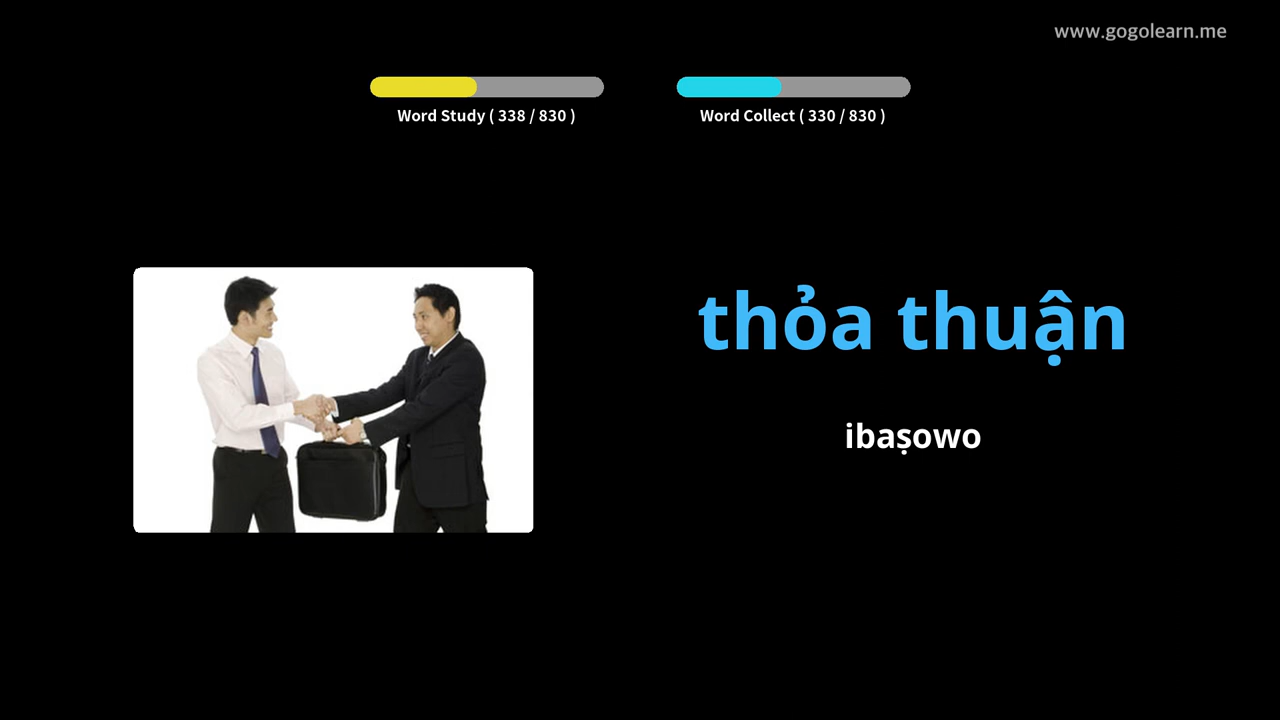 www.gogolearn.me
Word Study ( 338 / 830 )
Word Collect ( 330 / 830 )
thỏa thuận
ibaṣowo